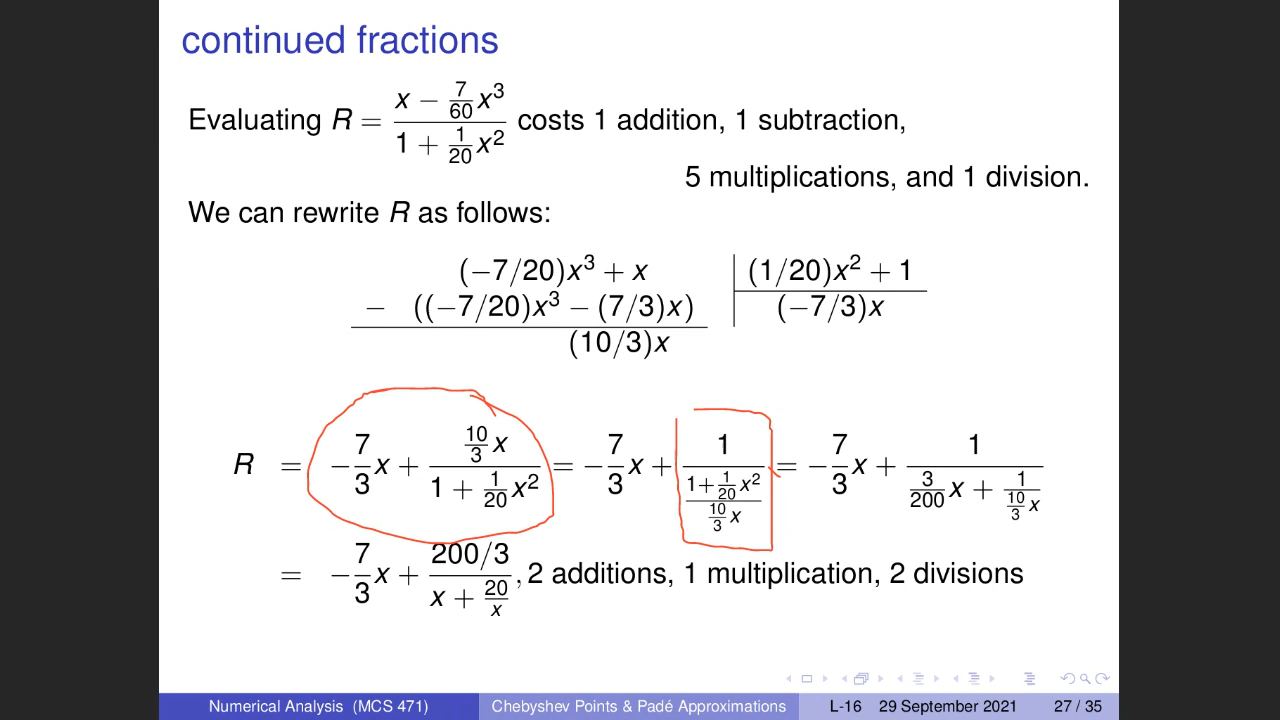 continued fractions
Evaluating R = (x − 7/60 x³)/(1 + 1/20 x²) costs 1 addition, 1 subtraction,
5 multiplications, and 1 division.
We can rewrite R as follows:
(−7/20)x³ + x | (1/20)x² + 1
− ((−7/20)x³ − (7/3)x) | (−7/3)x
(10/3)x
R = −7/3 x + (10/3 x)/(1 + 1/20 x²) = −7/3 x + 1/((1 + 1/20 x²)/(10/3 x)) = −7/3 x + 1/(3/200 x + 1/(10/3 x))
= −7/3 x + (200/3)/(x + 20/x), 2 additions, 1 multiplication, 2 divisions
Numerical Analysis (MCS 471) Chebyshev Points & Padé Approximations L-16 29 September 2021 27 / 35